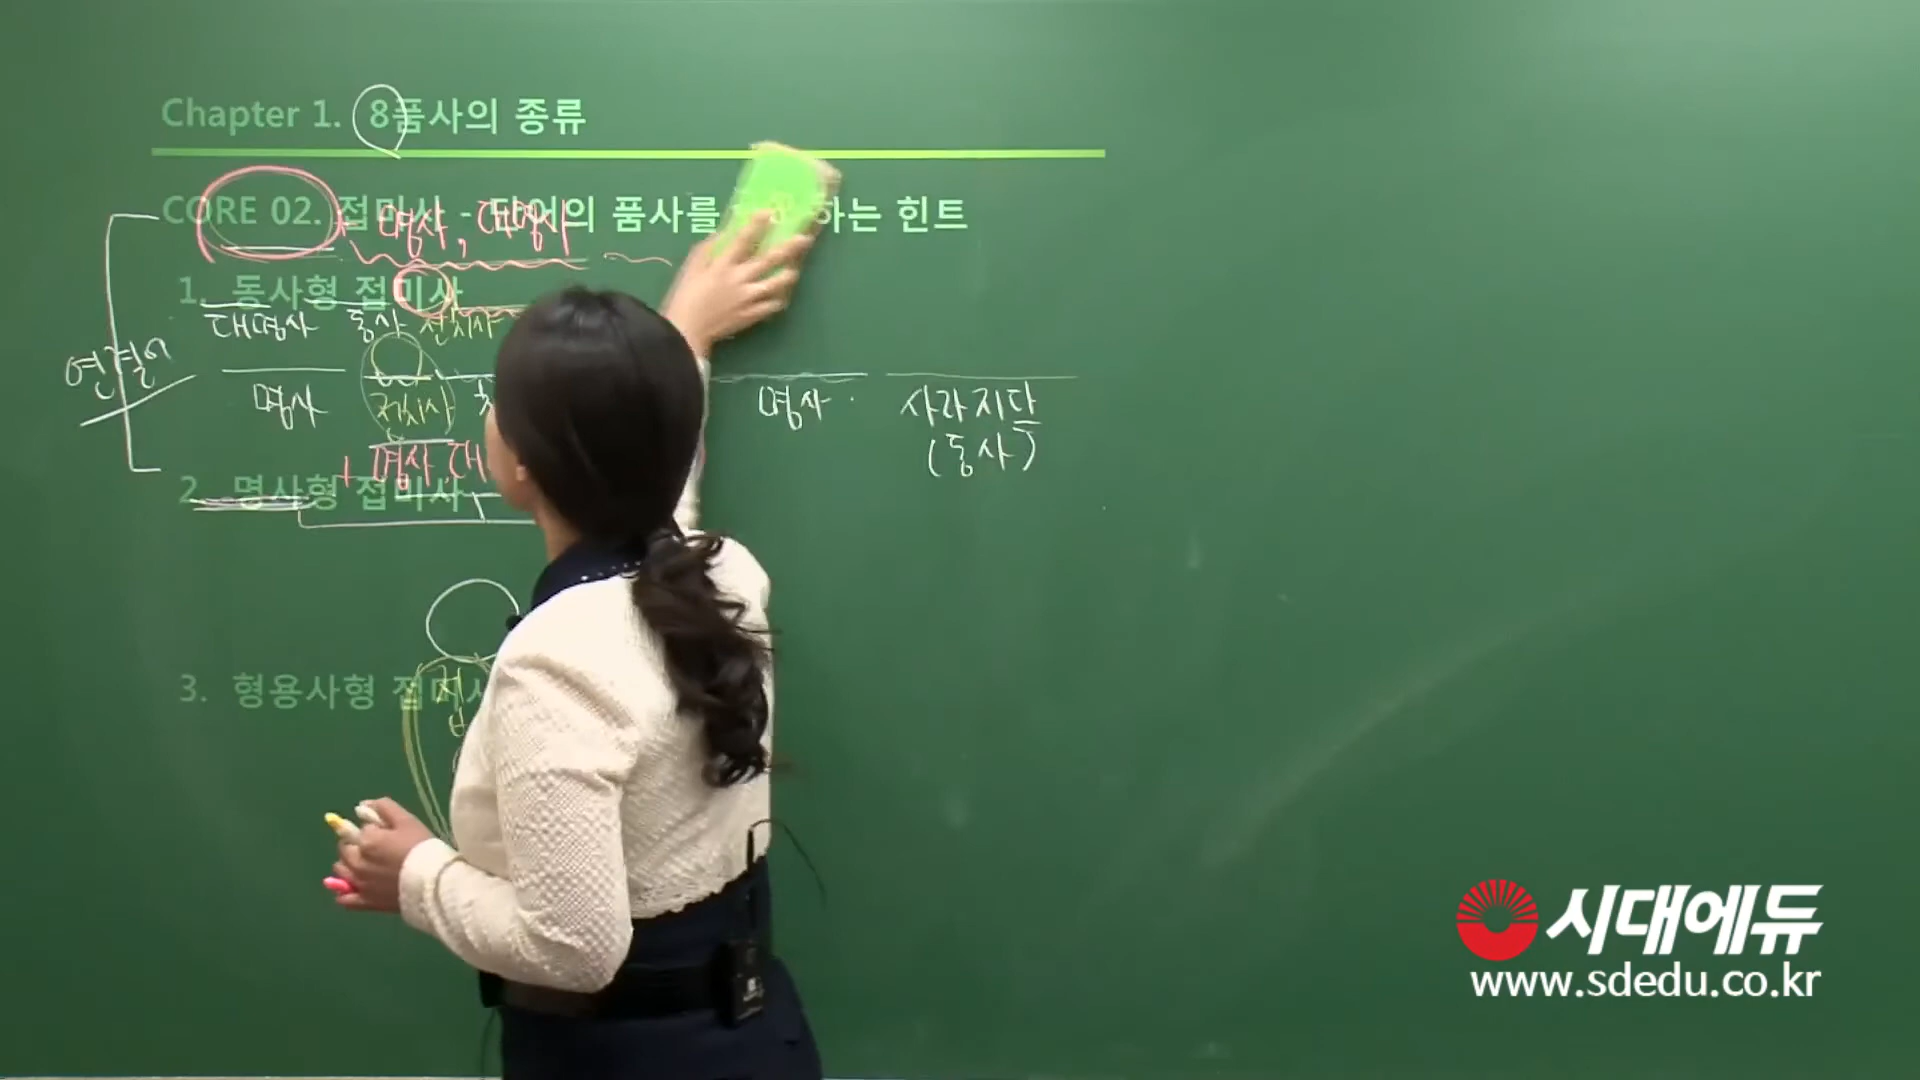 Chapter 1. 8품사의 종류
CORE 02. 접미사 - 단어의 품사를 하는 힌트
명사, 대명사
1. 동사형 접미사
대명사 동사 전치사
연결어
명사 전치사 명사 사라지다
(동사)
+ 명사, 대
2. 명사형 접미사
3. 형용사형 접미사
시대에듀
www.sdedu.co.kr